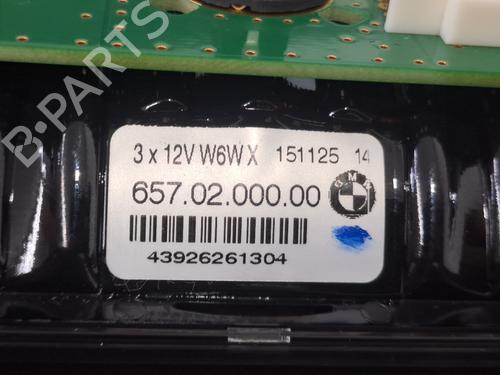 3 x 12V W6W X 151125 14
657.02.000.00
BMW
43926261304
B-PARTS